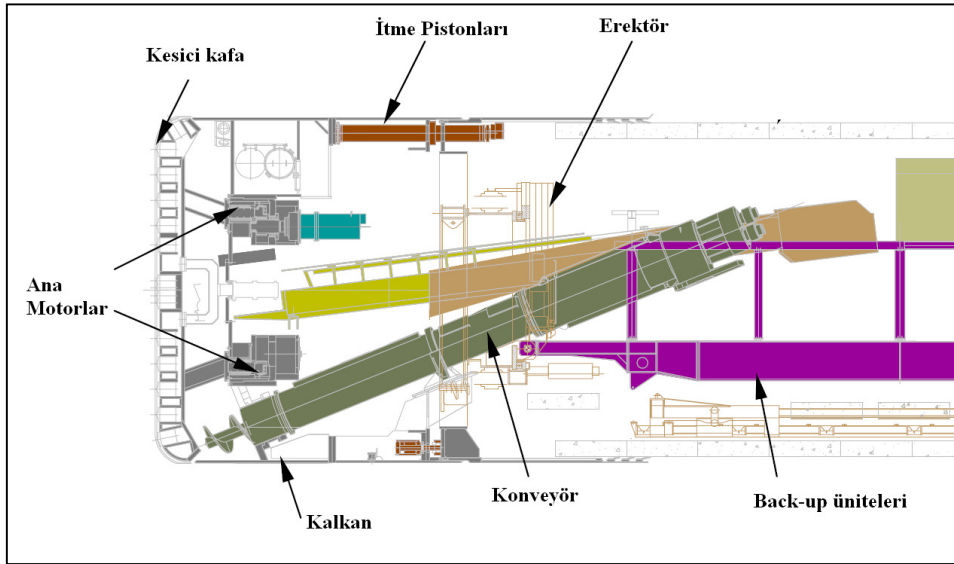 İtme Pistonları
Erektör
Kesici kafa
Ana
Motorlar
Konveyör
Back-up üniteleri
Kalkan